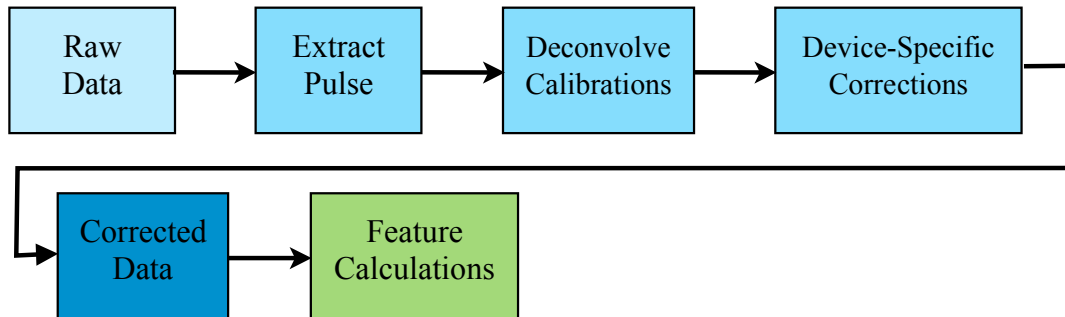 Raw
Data
Extract
Pulse
Deconvolve
Calibrations
Device-Specific
Corrections
Corrected
Data
Feature
Calculations